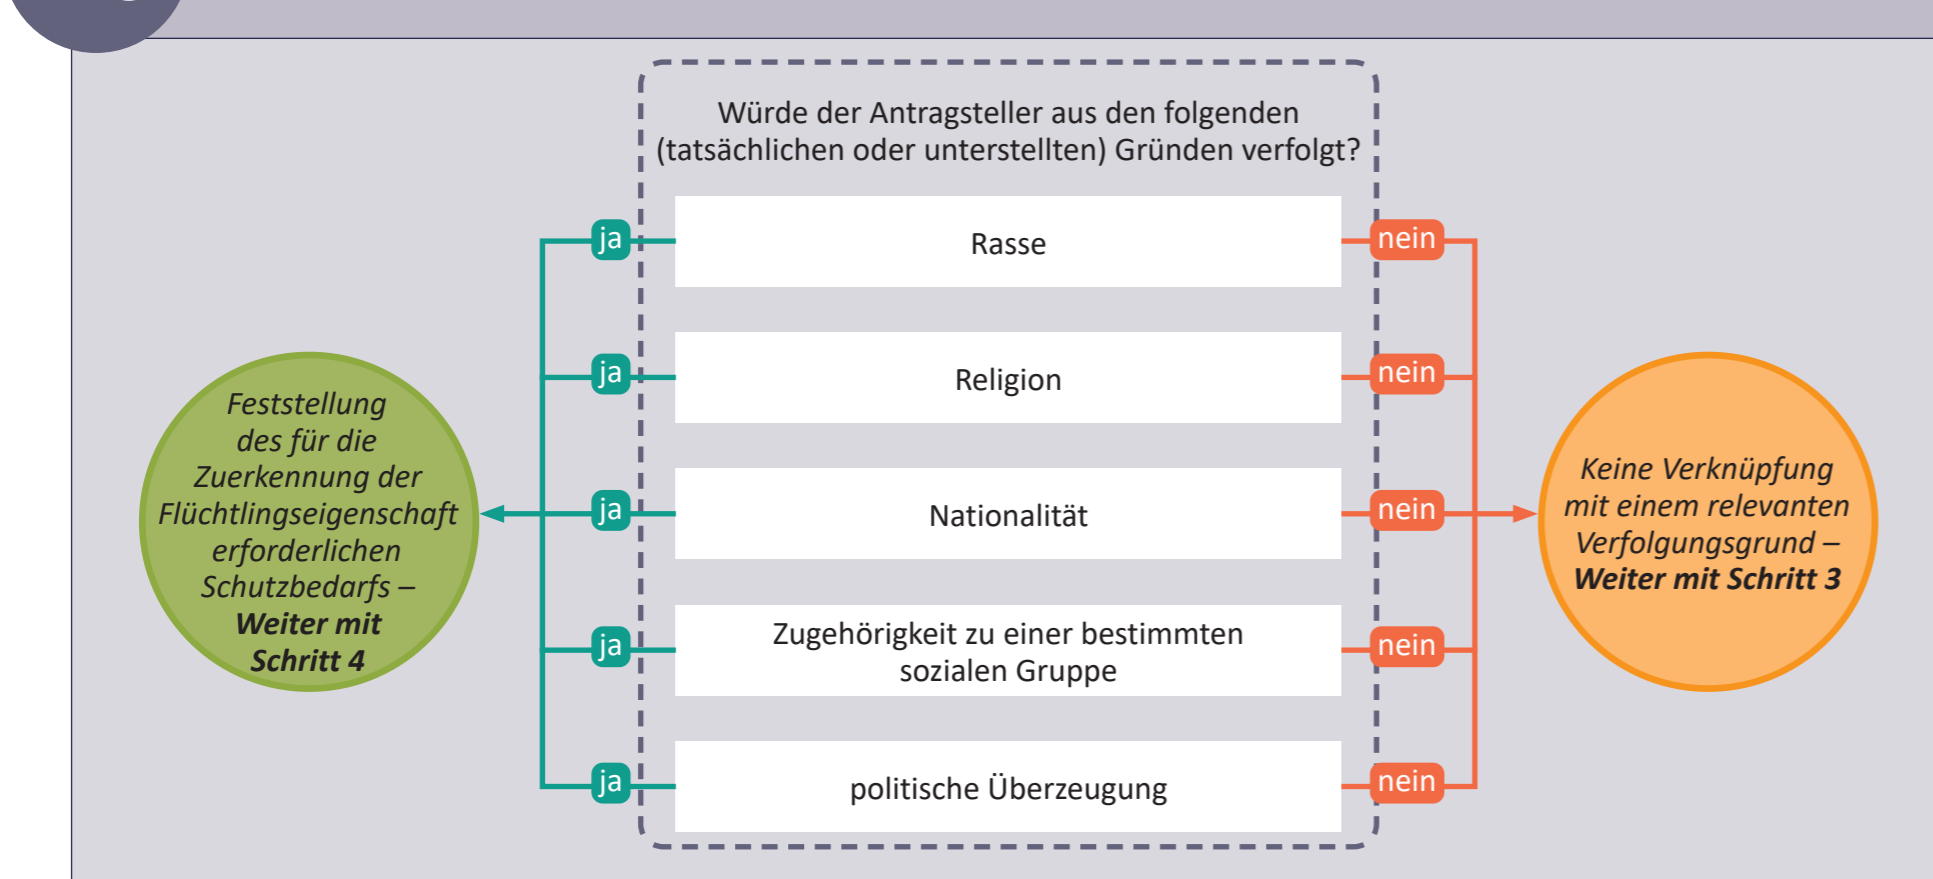 Würde der Antragsteller aus den folgenden
(tatsächlichen oder unterstellten) Gründen verfolgt?
ja
Rasse
nein
ja
Religion
nein
Feststellung
des für die
Zuerkennung der
Flüchtlingseigenschaft
erforderlichen
Schutzbedarfs –
Weiter mit
Schritt 4
ja
Nationalität
nein
Keine Verknüpfung
mit einem relevanten
Verfolgungsgrund –
Weiter mit Schritt 3
ja
Zugehörigkeit zu einer bestimmten
sozialen Gruppe
nein
ja
politische Überzeugung
nein